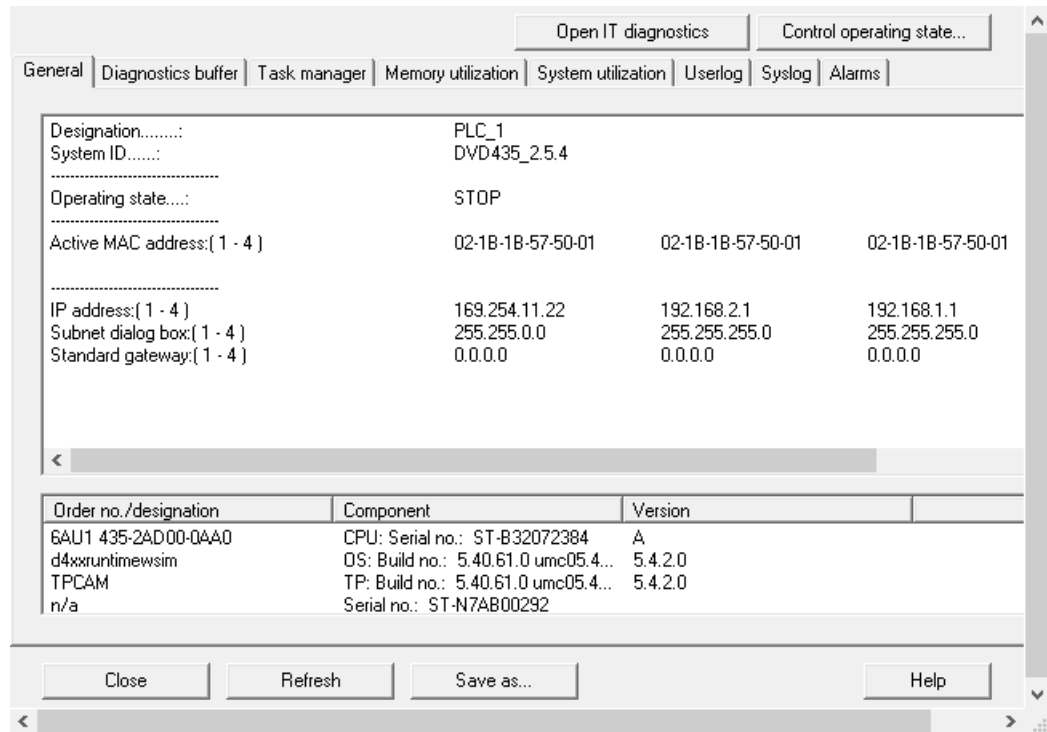 Open IT diagnostics Control operating state...
General Diagnostics buffer Task manager Memory utilization System utilization Userlog Syslog Alarms
Designation........: PLC_1
System ID......: DVD435_2.5.4
-----------------------------------
Operating state....: STOP
-----------------------------------
Active MAC address:( 1 - 4 ) 02-1B-1B-57-50-01 02-1B-1B-57-50-01 02-1B-1B-57-50-01
-----------------------------------
IP address:( 1 - 4 ) 169.254.11.22 192.168.2.1 192.168.1.1
Subnet dialog box:( 1 - 4 ) 255.255.0.0 255.255.255.0 255.255.255.0
Standard gateway:( 1 - 4 ) 0.0.0.0 0.0.0.0 0.0.0.0
Order no./designation Component Version
6AU1 435-2AD00-0AA0 CPU: Serial no.: ST-B32072384 A
d4xxruntimewsim OS: Build no.: 5.40.61.0 umc05.4... 5.4.2.0
TPCAM TP: Build no.: 5.40.61.0 umc05.4... 5.4.2.0
n/a Serial no.: ST-N7AB00292
Close Refresh Save as... Help